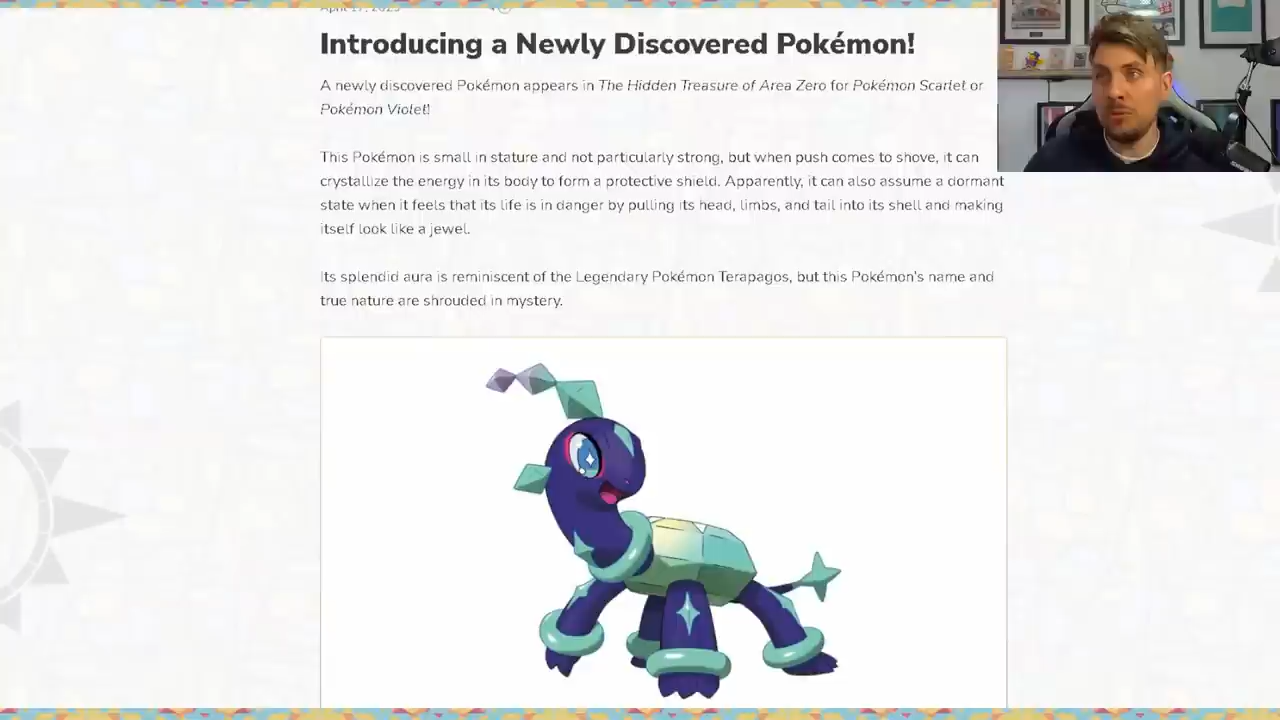 Introducing a Newly Discovered Pokémon!
A newly discovered Pokémon appears in The Hidden Treasure of Area Zero for Pokémon Scarlet or
Pokémon Violet!
This Pokémon is small in stature and not particularly strong, but when push comes to shove, it can
crystallize the energy in its body to form a protective shield. Apparently, it can also assume a dormant
state when it feels that its life is in danger by pulling its head, limbs, and tail into its shell and making
itself look like a jewel.
Its splendid aura is reminiscent of the Legendary Pokémon Terapagos, but this Pokémon's name and
true nature are shrouded in mystery.